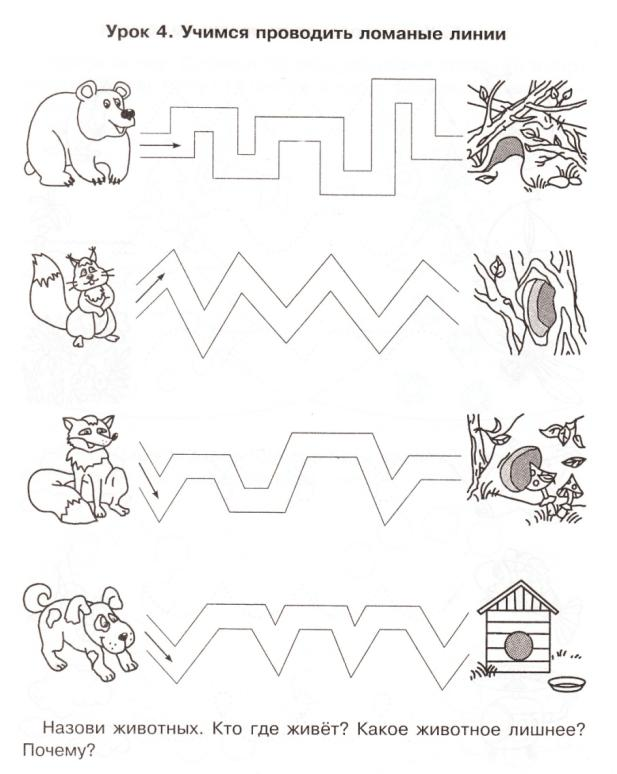 Урок 4. Учимся проводить ломаные линии
Назови животных. Кто где живёт? Какое животное лишнее?
Почему?